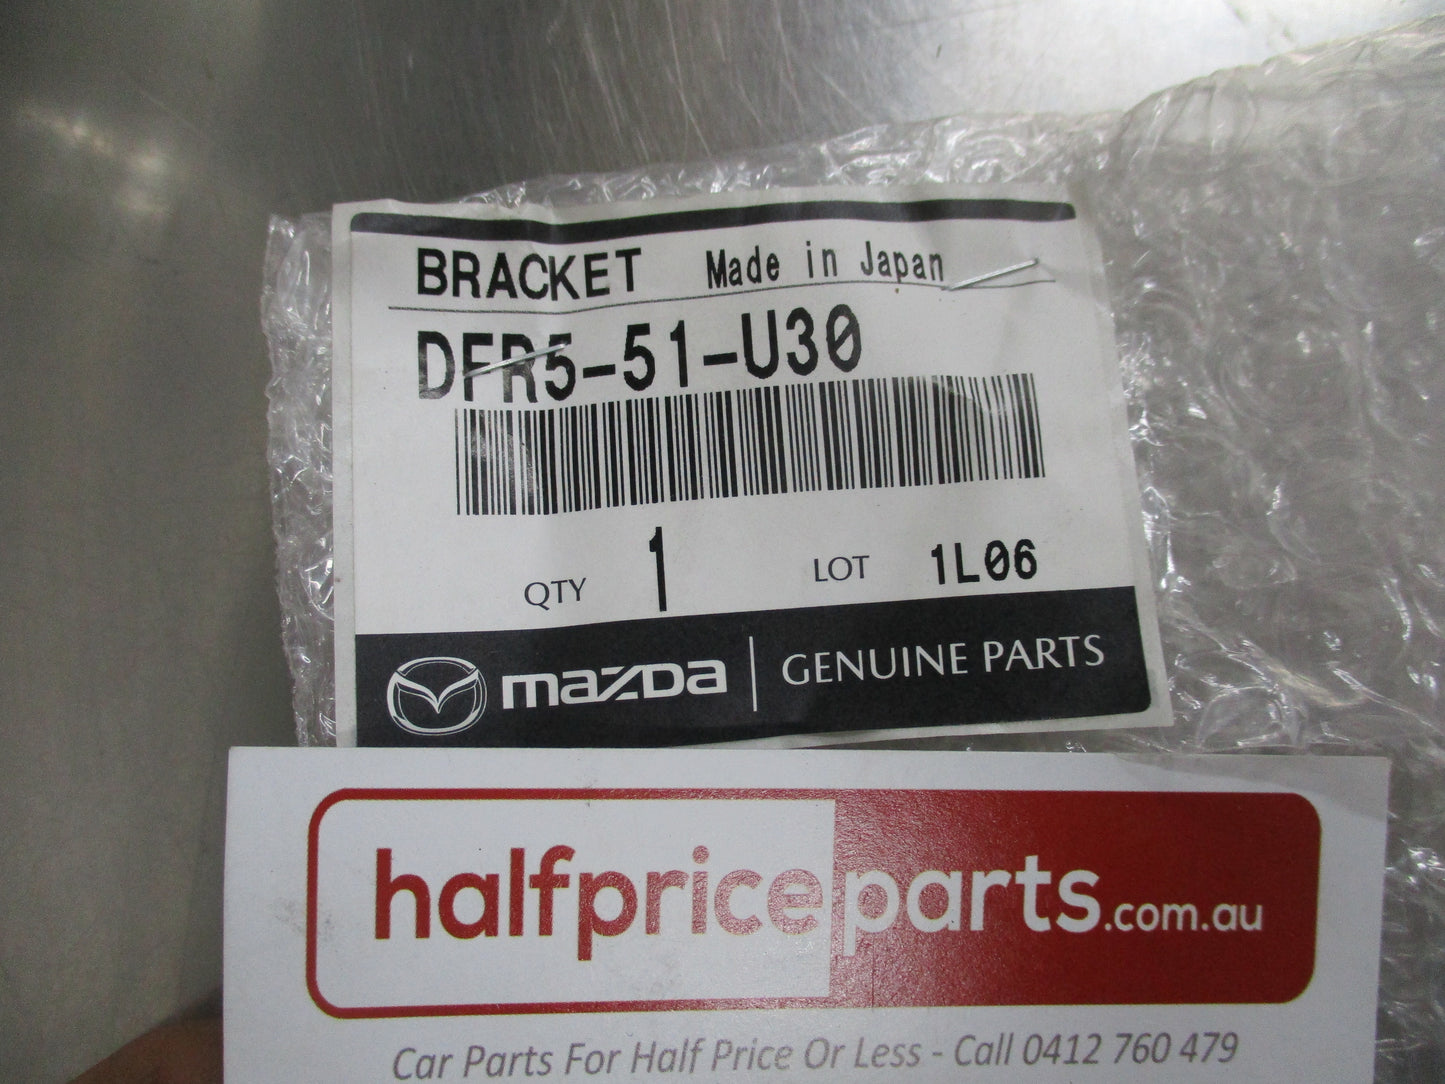 BRACKET Made in Japan
DFR5-51-U30
QTY 1 LOT 1L06
mazda GENUINE PARTS
halfpriceparts.com.au
Car Parts For Half Price Or Less - Call 0412 760 479